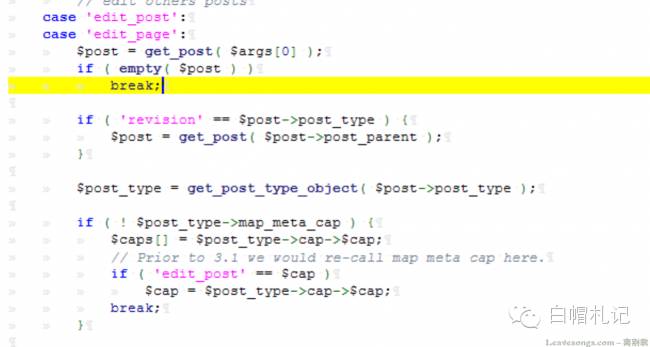 // edit others posts
case 'edit_post':
case 'edit_page':
$post = get_post( $args[0] );
if ( empty( $post ) )
break;
if ( 'revision' == $post->post_type ) {
$post = get_post( $post->post_parent );
}
$post_type = get_post_type_object( $post->post_type );
if ( ! $post_type->map_meta_cap ) {
$caps[] = $post_type->cap->$cap;
// Prior to 3.1 we would re-call map_meta_cap here.
if ( 'edit_post' == $cap )
$cap = $post_type->cap->$cap;
break;
}
白帽札记
Leavesongs.com – 离别歌